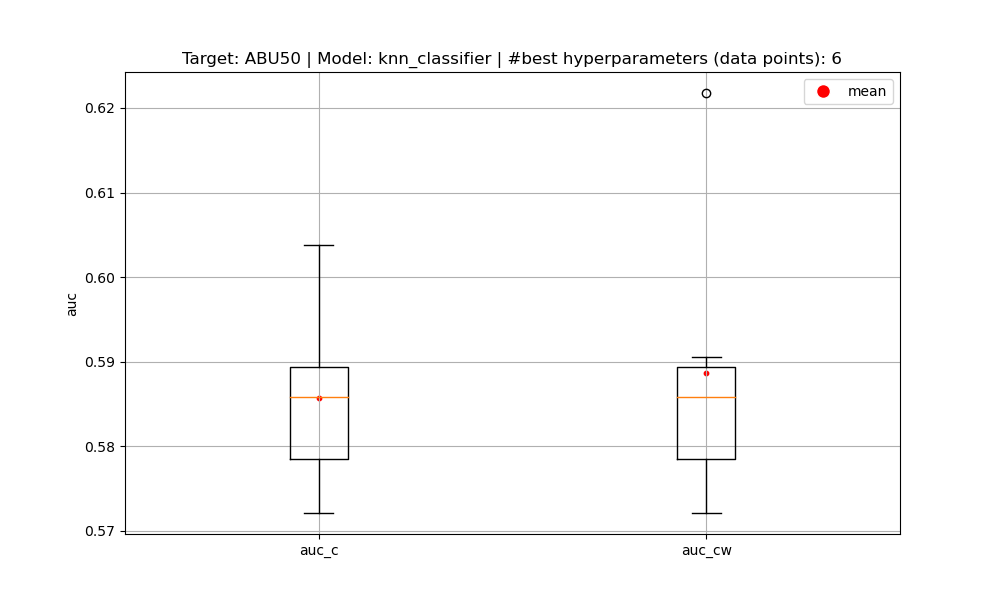 Target: ABU50 | Model: knn_classifier | #best hyperparameters (data points): 6
mean
0.62
0.61
0.60
0.59
0.58
0.57
auc
auc_c
auc_cw